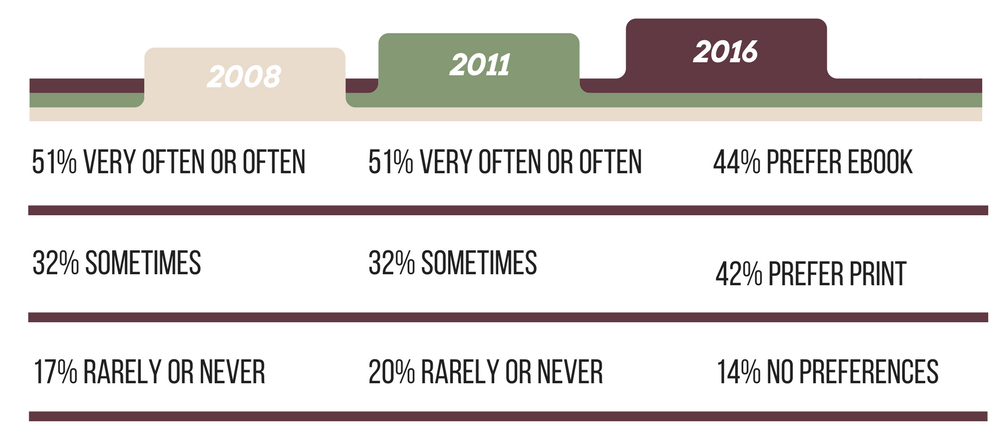 2008 2011 2016
51% VERY OFTEN OR OFTEN 51% VERY OFTEN OR OFTEN 44% PREFER EBOOK
32% SOMETIMES 32% SOMETIMES 42% PREFER PRINT
17% RARELY OR NEVER 20% RARELY OR NEVER 14% NO PREFERENCES